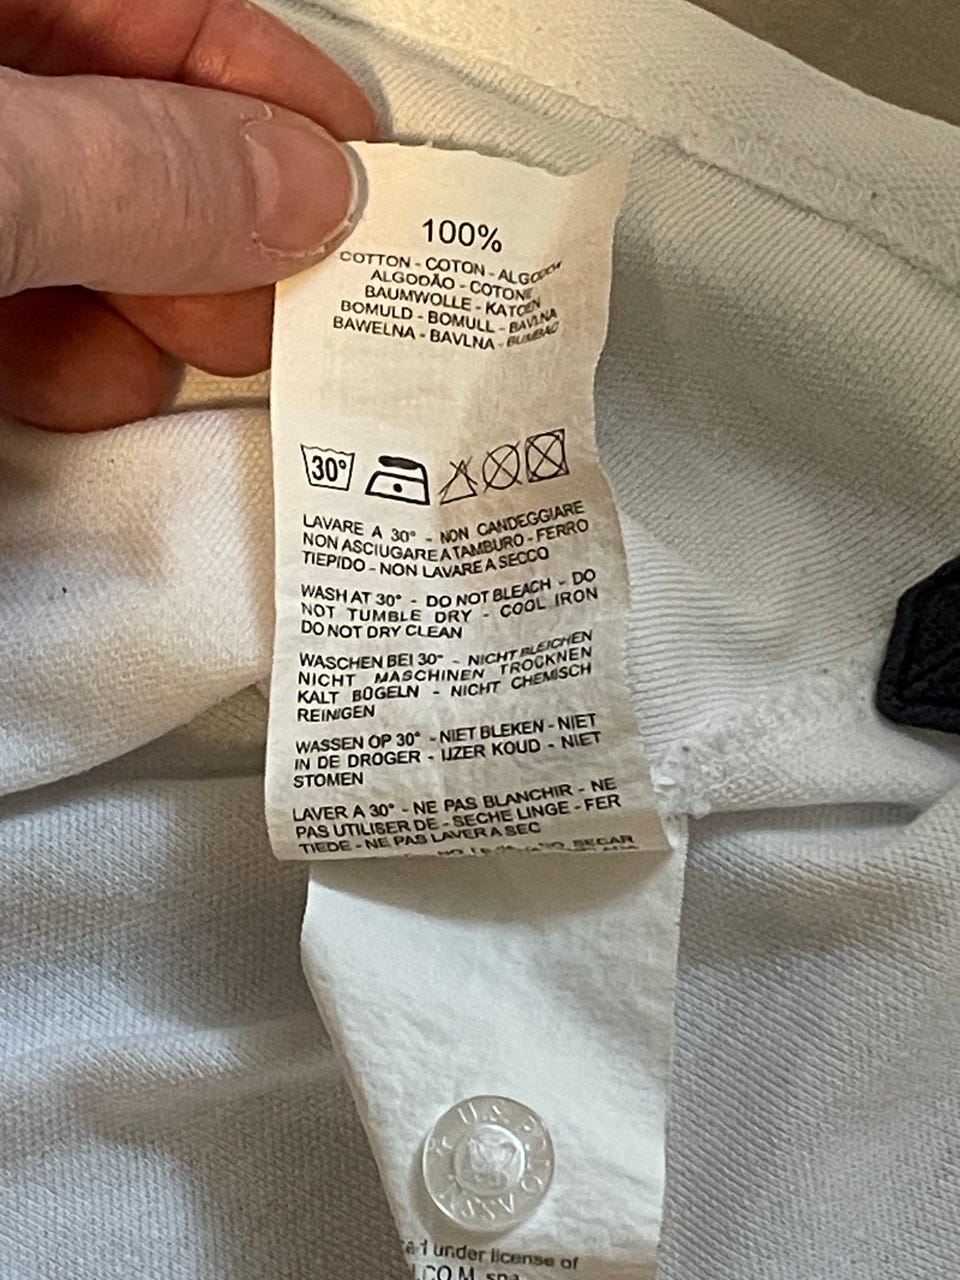 100%
COTTON - COTON - ALGODON
ALGODÃO - COTONE
BAUMWOLLE - KATOEN
BOMULD - BOMULL - BAVLNA
BAWELNA - BAVLNA - BUMBAC
30°
LAVARE A 30° - NON CANDEGGIARE
NON ASCIUGARE A TAMBURO - FERRO
TIEPIDO - NON LAVARE A SECCO
WASH AT 30° - DO NOT BLEACH - DO
NOT TUMBLE DRY - COOL IRON
DO NOT DRY CLEAN
WASCHEN BEI 30° - NICHT BLEICHEN
NICHT MASCHINEN TROCKNEN
KALT BÜGELN - NICHT CHEMISCH
REINIGEN
WASSEN OP 30° - NIET BLEKEN - NIET
IN DE DROGER - IJZER KOUD - NIET
STOMEN
LAVER A 30° - NE PAS BLANCHIR - NE
PAS UTILISER DE - SECHE LINGE - FER
TIEDE - NE PAS LAVER A SEC
SECAR
U.S. POLO ASSN.
under license of
.CO.M. spa